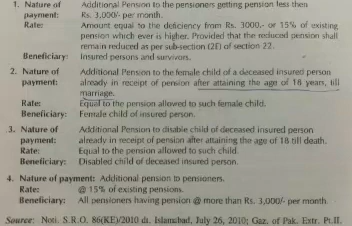 1. Nature of Additional Pension to the pensioners getting pension less then
payment: Rs. 3,000/- per month.
Rate: Amount equal to the deficiency from Rs. 3000.- or 15% of existing
pension which ever is higher. Provided that the reduced pension shall
remain reduced as per sub-section (2F) of section 22.
Beneficiary: Insured persons and survivors.
2. Nature of Additional Pension to the female child of a deceased insured person
payment: already in receipt of pension after attaining the age of 18 years, till
marriage.
Rate: Equal to the pension allowed to such female child.
Beneficiary: Female child of insured person.
3. Nature of Additional Pension to disable child of deceased insured person
payment: already in receipt of pension after attaining the age of 18 till death.
Rate: Equal to the pension allowed to such child.
Beneficiary: Disabled child of deceased insured person.
4. Nature of payment: Additional pension to pensioners.
Rate: @ 15% of existing pensions.
Beneficiary: All pensioners having pension @ more than Rs. 3,000/- per month
Source: Noti. S.R.O. 86(KE)/2010 dt. Islamabad, July 26, 2010; Gaz. of Pak. Extr. Pt.II,